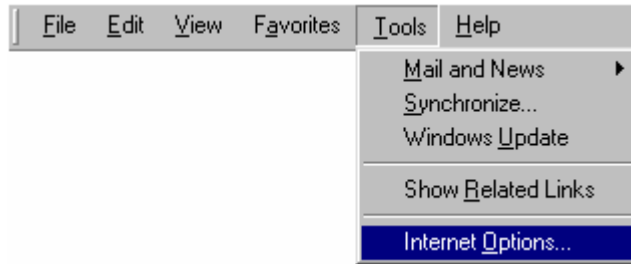 File Edit View Favorites Tools Help
Mail and News
Synchronize...
Windows Update
Show Related Links
Internet Options...